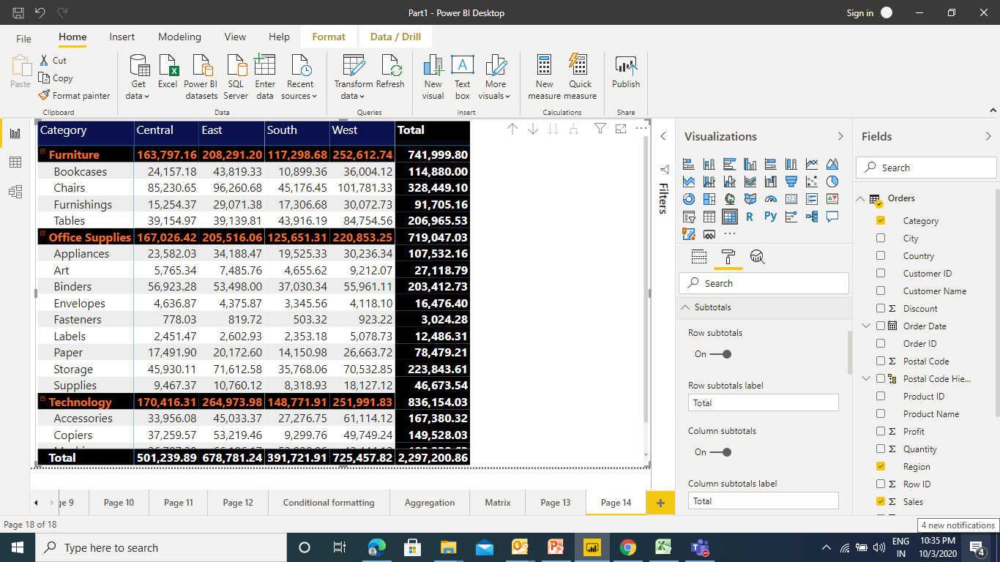 Part1 - Power BI Desktop
Sign in
File Home Insert Modeling View Help Format Data / Drill
Paste
Cut
Copy
Format painter
Clipboard
Get data
Excel
Power BI datasets
SQL Server
Enter data
Recent sources
Data
Transform data
Refresh
Queries
New visual
Text box
More visuals
Insert
New measure
Quick measure
Calculations
Publish
Share
Category Central East South West Total
Furniture 163,797.16 208,291.20 117,298.68 252,612.74 741,999.80
Bookcases 24,157.18 43,819.33 10,899.36 36,004.12 114,880.00
Chairs 85,230.65 96,260.68 45,176.45 101,781.33 328,449.10
Furnishings 15,254.37 29,071.38 17,306.68 30,072.73 91,705.16
Tables 39,154.97 39,139.81 43,916.19 84,754.56 206,965.53
Office Supplies 167,026.42 205,516.06 125,651.31 220,853.25 719,047.03
Appliances 23,582.03 34,188.47 19,525.33 30,236.34 107,532.16
Art 5,765.34 7,485.76 4,655.62 9,212.07 27,118.79
Binders 56,923.28 53,498.00 37,030.34 55,961.11 203,412.73
Envelopes 4,636.87 4,375.87 3,345.56 4,118.10 16,476.40
Fasteners 778.03 819.72 503.32 923.22 3,024.28
Labels 2,451.47 2,602.93 2,353.18 5,078.73 12,486.31
Paper 17,491.90 20,172.60 14,150.98 26,663.72 78,479.21
Storage 45,930.11 71,612.58 35,768.06 70,532.85 223,843.61
Supplies 9,467.37 10,760.12 8,318.93 18,127.12 46,673.54
Technology 170,416.31 264,973.98 148,771.91 251,991.83 836,154.03
Accessories 33,956.08 45,033.37 27,276.75 61,114.12 167,380.32
Copiers 37,259.57 53,219.46 9,299.76 49,749.24 149,528.03
Total 501,239.89 678,781.24 391,721.91 725,457.82 2,297,200.86
Filters
Visualizations
R
Py
123
Search
Subtotals
Row subtotals
On
Row subtotals label
Total
Column subtotals
On
Column subtotals label
Total
Fields
Search
Orders
Category
City
Country
Customer ID
Customer Name
Σ Discount
Order Date
Order ID
Σ Postal Code
Postal Code Hie...
Product ID
Product Name
Σ Profit
Σ Quantity
Region
Σ Row ID
Σ Sales
ge 9 Page 10 Page 11 Page 12 Conditional formatting Aggregation Matrix Page 13 Page 14 +
Page 18 of 18
4 new notifications
Type here to search
ENG
IN
10:35 PM
10/3/2020
4